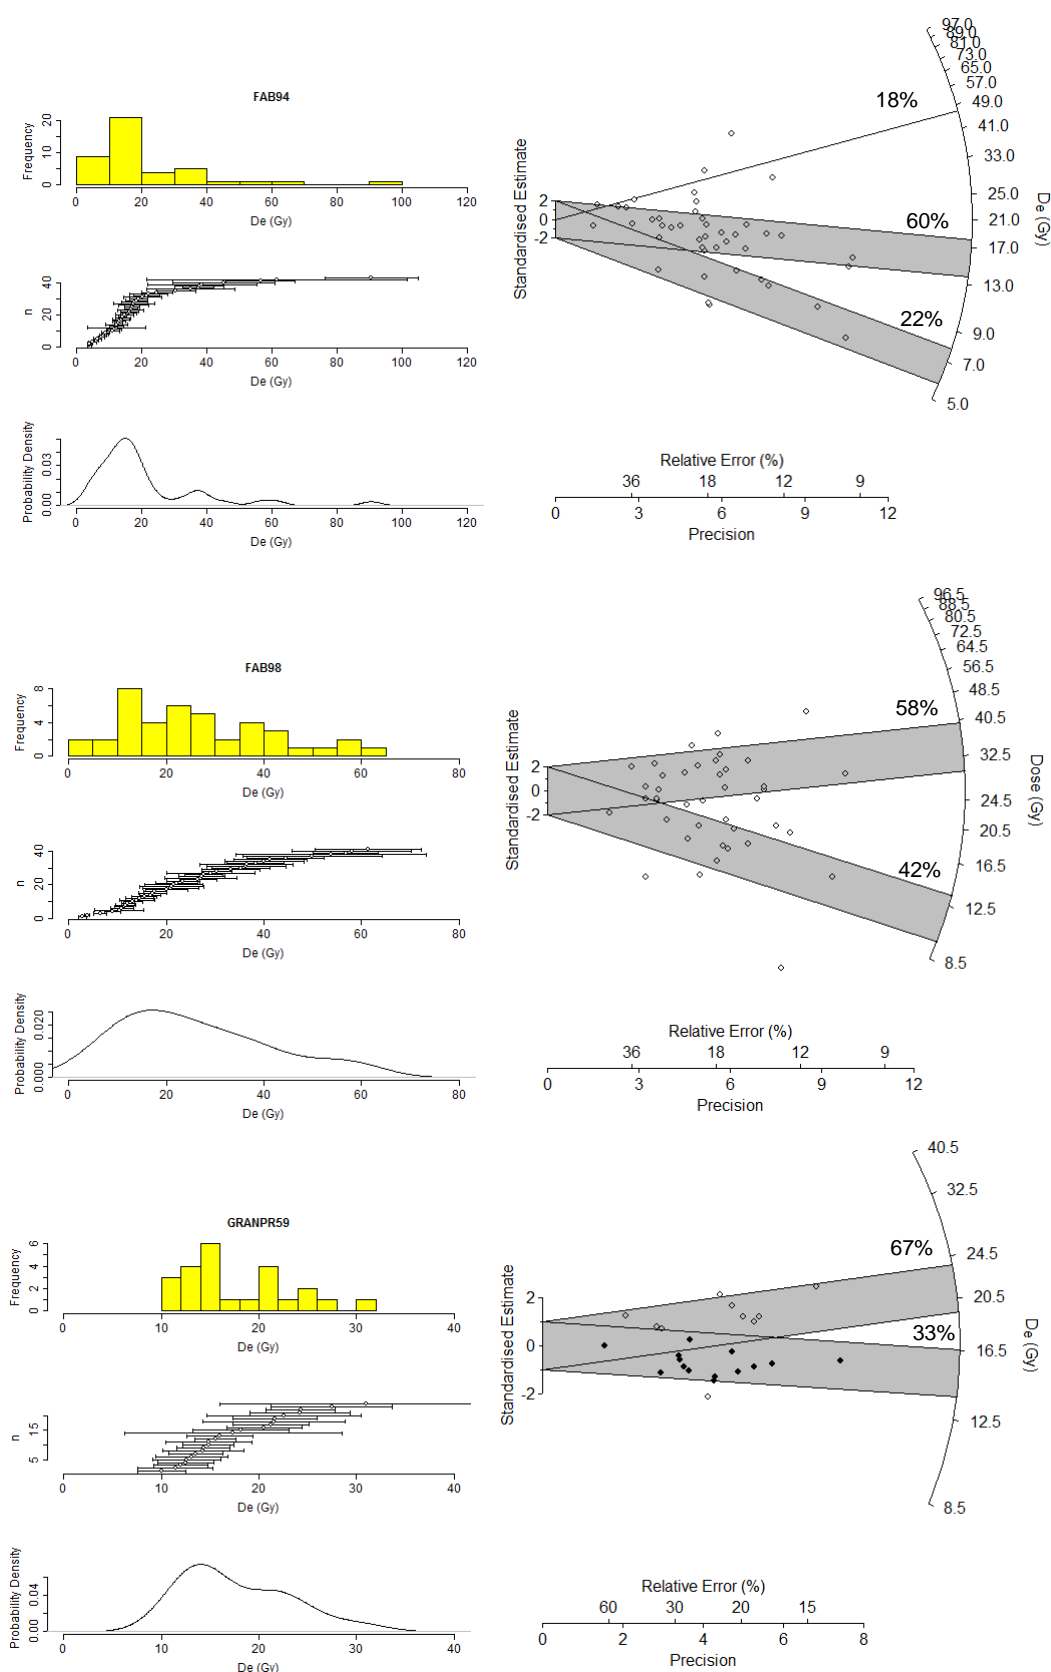 FAB94
Frequency
0 10 20
0 20 40 60 80 100 120
n
0 20 40
0 20 40 60 80 100 120
De (Gy)
Probability Density
0.00 0.03
0 20 40 60 80 100 120
De (Gy)
Standardised Estimate
2
0
-2
18%
60%
22%
97.0
89.0
81.0
73.0
65.0
57.0
49.0
41.0
33.0
25.0
21.0
17.0
13.0
9.0
7.0
5.0
De (Gy)
Relative Error (%)
36 18 12 9
0 3 6 9 12
Precision
FAB98
Frequency
0 4 8
0 20 40 60 80
De (Gy)
n
0 20 40
0 20 40 60 80
De (Gy)
Probability Density
0.000 0.020
0 20 40 60 80
De (Gy)
Standardised Estimate
2
0
-2
58%
42%
96.5
88.5
80.5
72.5
64.5
56.5
48.5
40.5
32.5
24.5
20.5
16.5
12.5
8.5
Dose (Gy)
Relative Error (%)
36 18 12 9
0 3 6 9 12
Precision
GRANPR59
Frequency
0 2 4 6
0 20 30 40
n
5 15
0 10 20 30 40
De (Gy)
Probability Density
0.00 0.04
0 10 20 30 40
De (Gy)
Standardised Estimate
2
0
-2
67%
33%
40.5
32.5
24.5
20.5
16.5
12.5
8.5
De (Gy)
Relative Error (%)
60 30 20 15
0 2 4 6 8
Precision